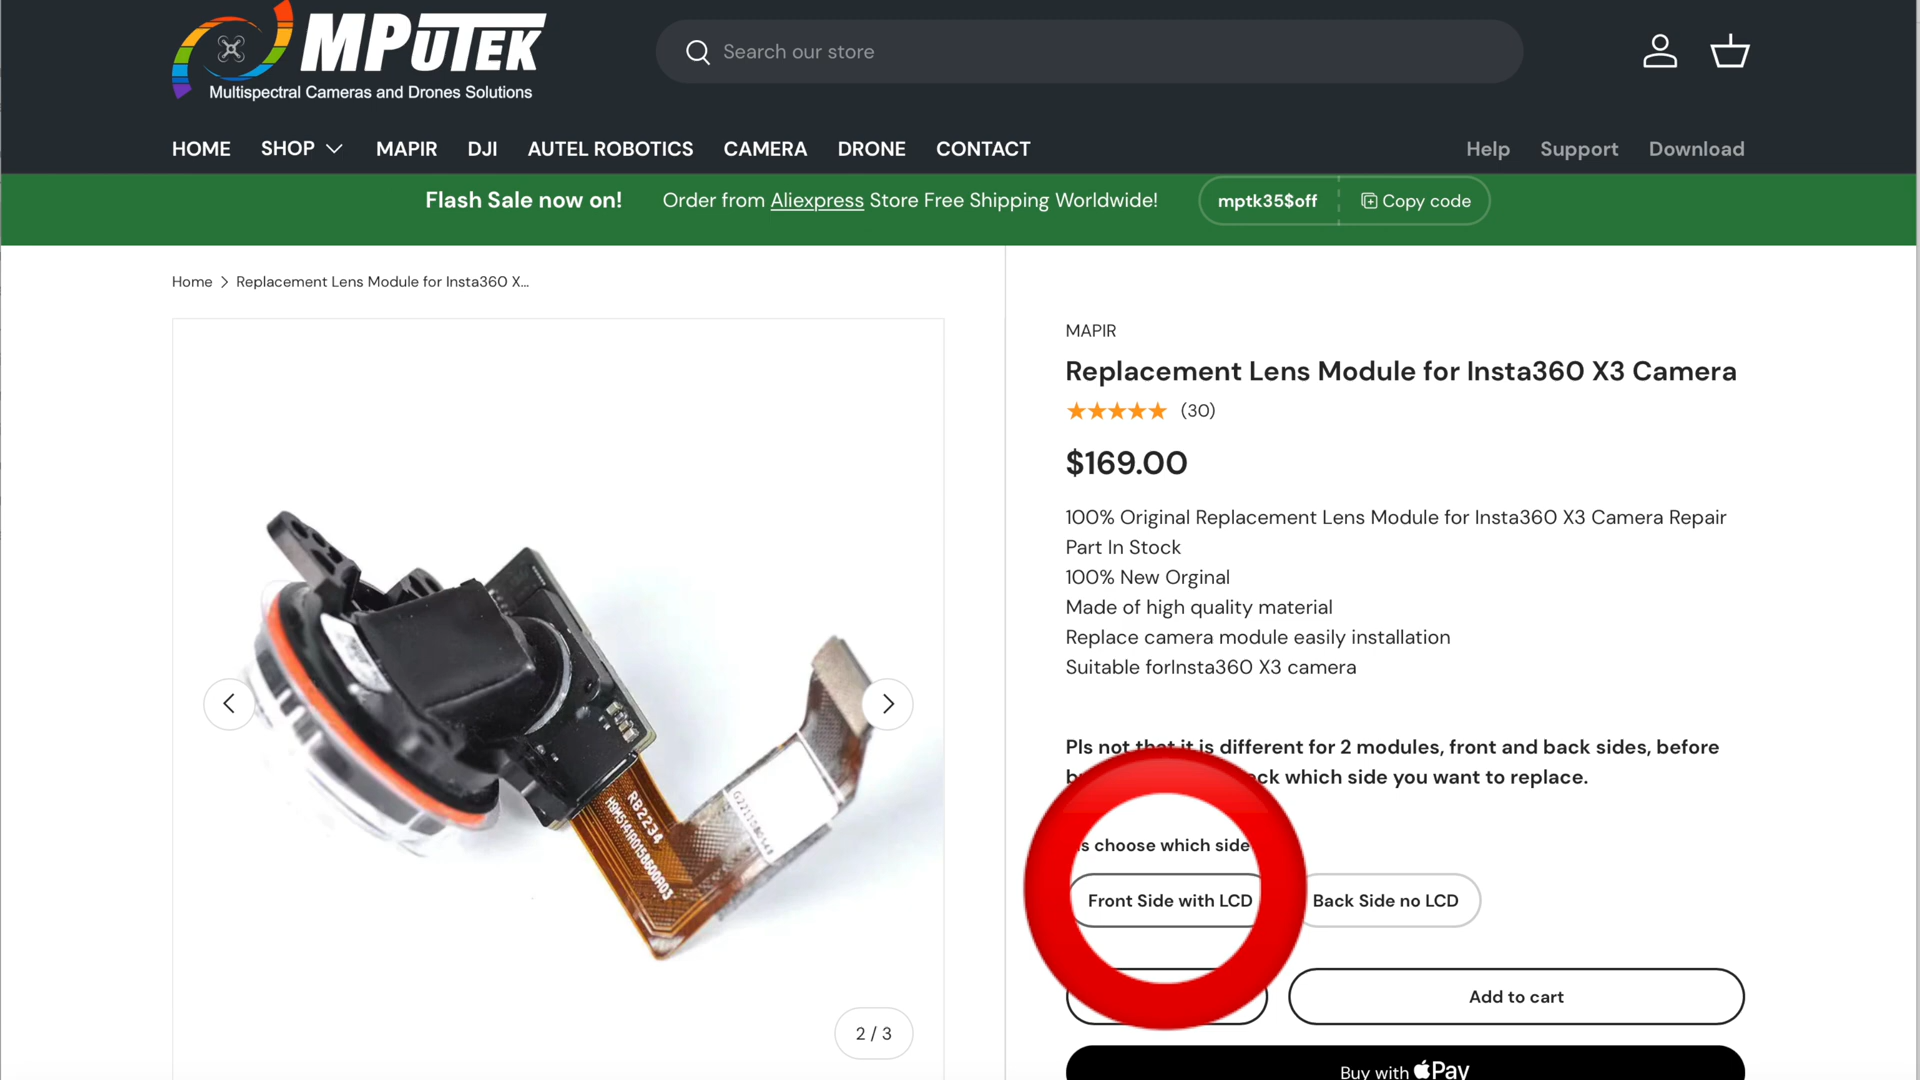 MPUTEK
Multispectral Cameras and Drones Solutions
Search our store
HOME SHOP MAPIR DJI AUTEL ROBOTICS CAMERA DRONE CONTACT
Help Support Download
Flash Sale now on! Order from Aliexpress Store Free Shipping Worldwide! mptk35$off Copy code
Home Replacement Lens Module for Insta360 X...
MAPIR
Replacement Lens Module for Insta360 X3 Camera
(30)
$169.00
100% Original Replacement Lens Module for Insta360 X3 Camera Repair
Part In Stock
100% New Orginal
Made of high quality material
Replace camera module easily installation
Suitable forInsta360 X3 camera
Pls not that it is different for 2 modules, front and back sides, before
which side you want to replace.
choose which side
Front Side with LCD Back Side no LCD
Add to cart
Buy with Pay
RB2234
2 / 3